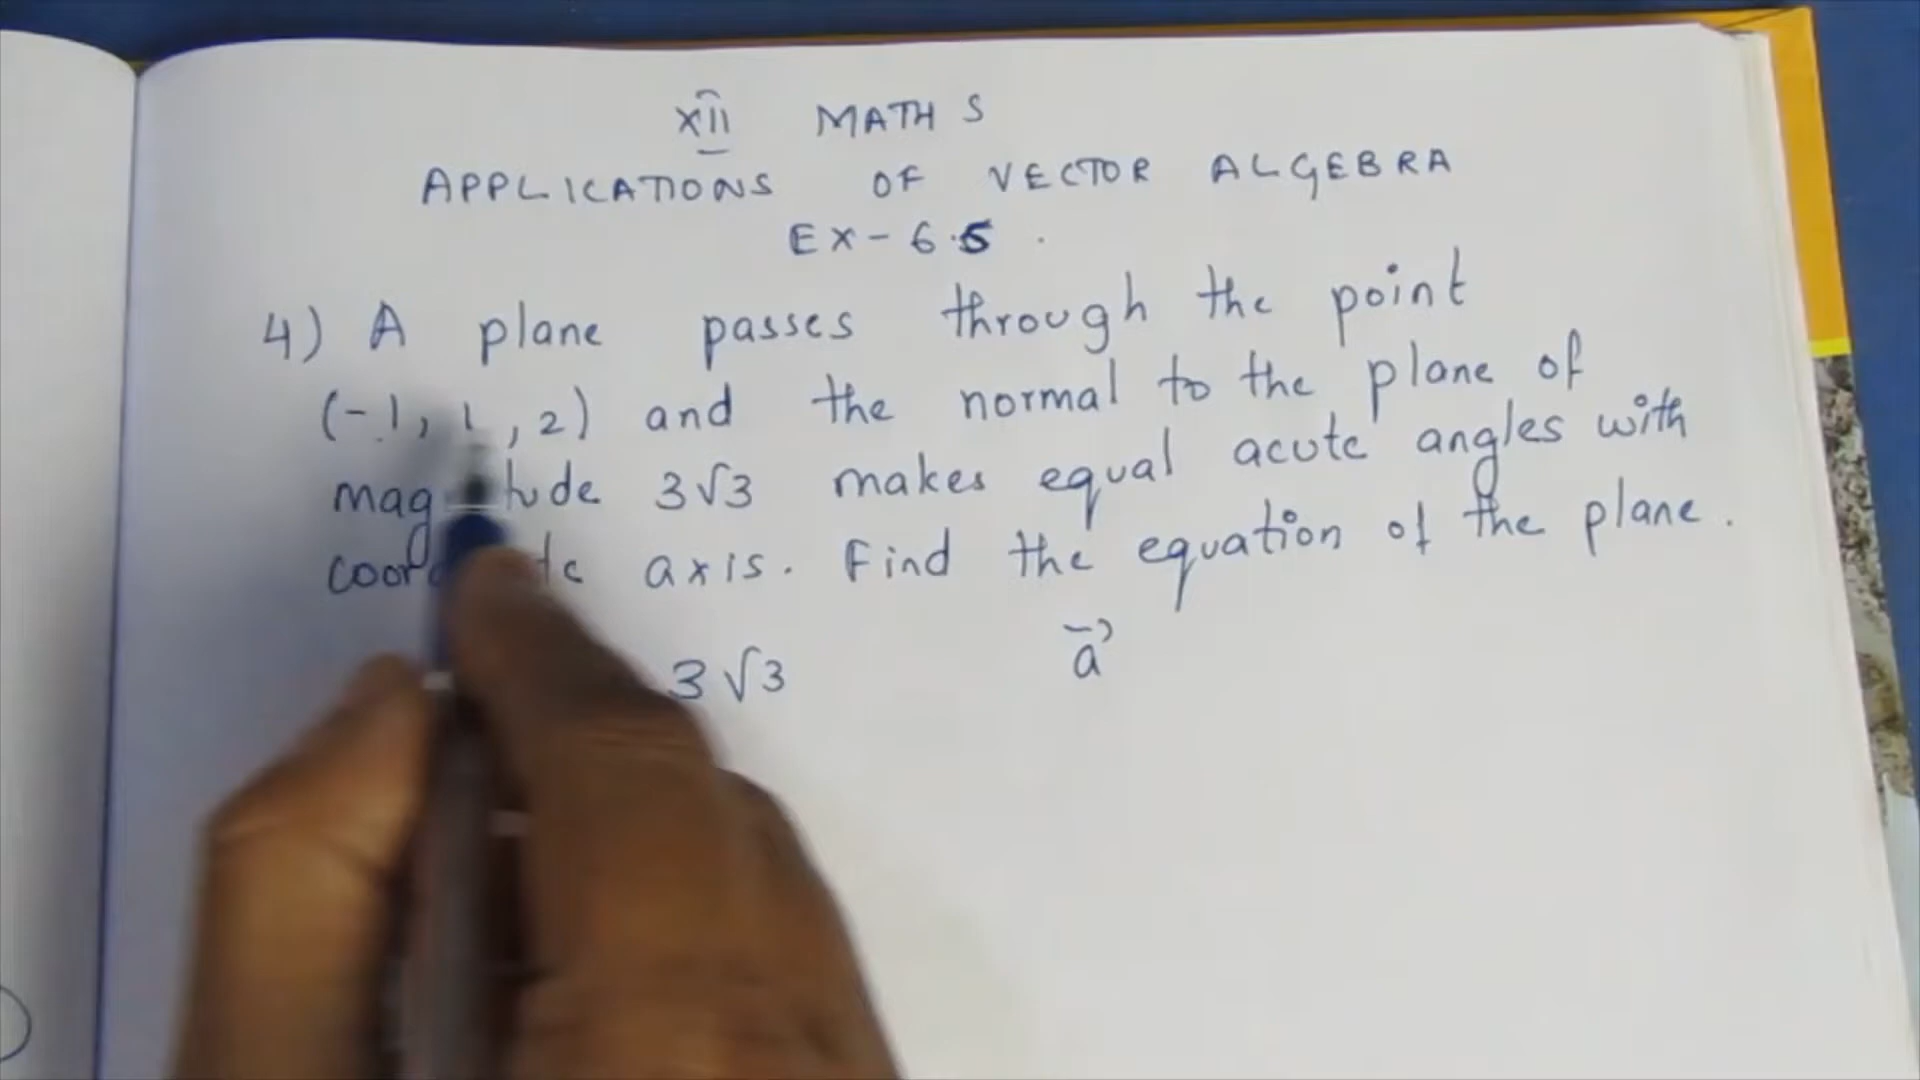 XII MATHS
APPLICATIONS OF VECTOR ALGEBRA
EX-6.5.
4) A plane passes through the point
(-1, 1, 2) and the normal to the plane of
magnitude 3√3 makes equal acute angles with
coordinate axis. Find the equation of the plane.
3√3 a⃗